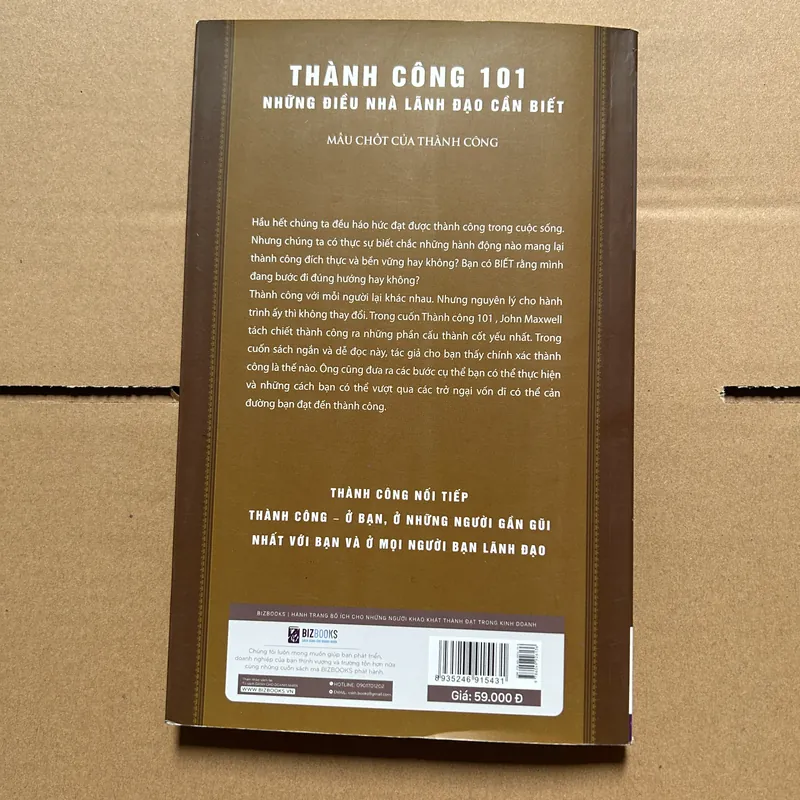 THÀNH CÔNG 101
NHỮNG ĐIỀU NHÀ LÃNH ĐẠO CẦN BIẾT
MẤU CHỐT CỦA THÀNH CÔNG
Hầu hết chúng ta đều háo hức đạt được thành công trong cuộc sống.
Nhưng chúng ta có thực sự biết chắc những hành động nào mang lại
thành công đích thực và bền vững hay không? Bạn có BIẾT rằng mình
đang bước đi đúng hướng hay không?
Thành công với mỗi người lại khác nhau. Nhưng nguyên lý cho hành
trình ấy thì không thay đổi. Trong cuốn Thành công 101 , John Maxwell
tách chiết thành công ra những phần cấu thành cốt yếu nhất. Trong
cuốn sách ngắn và dễ đọc này, tác giả cho bạn thấy chính xác thành
công là thế nào. Ông cũng đưa ra các bước cụ thể bạn có thể thực hiện
và những cách bạn có thể vượt qua các trở ngại vốn dĩ có thể cản
đường bạn đạt đến thành công.
THÀNH CÔNG NỐI TIẾP
THÀNH CÔNG – Ở BẠN, Ở NHỮNG NGƯỜI GẦN GŨI
NHẤT VỚI BẠN VÀ Ở MỌI NGƯỜI BẠN LÃNH ĐẠO
BIZBOOKS | HÀNH TRANG BỔ ÍCH CHO NHỮNG NGƯỜI KHAO KHÁT THÀNH ĐẠT TRONG KINH DOANH
BIZBOOKS
Chúng tôi luôn mong muốn giúp bạn phát triển,
doanh nghiệp của bạn thịnh vượng và trường tồn hơn nữa
cùng những cuốn sách mà BIZBOOKS phát hành.
WWW.BIZBOOKS.VN
HOTLINE: 0901701202
8935246915431
Giá: 59.000 Đ